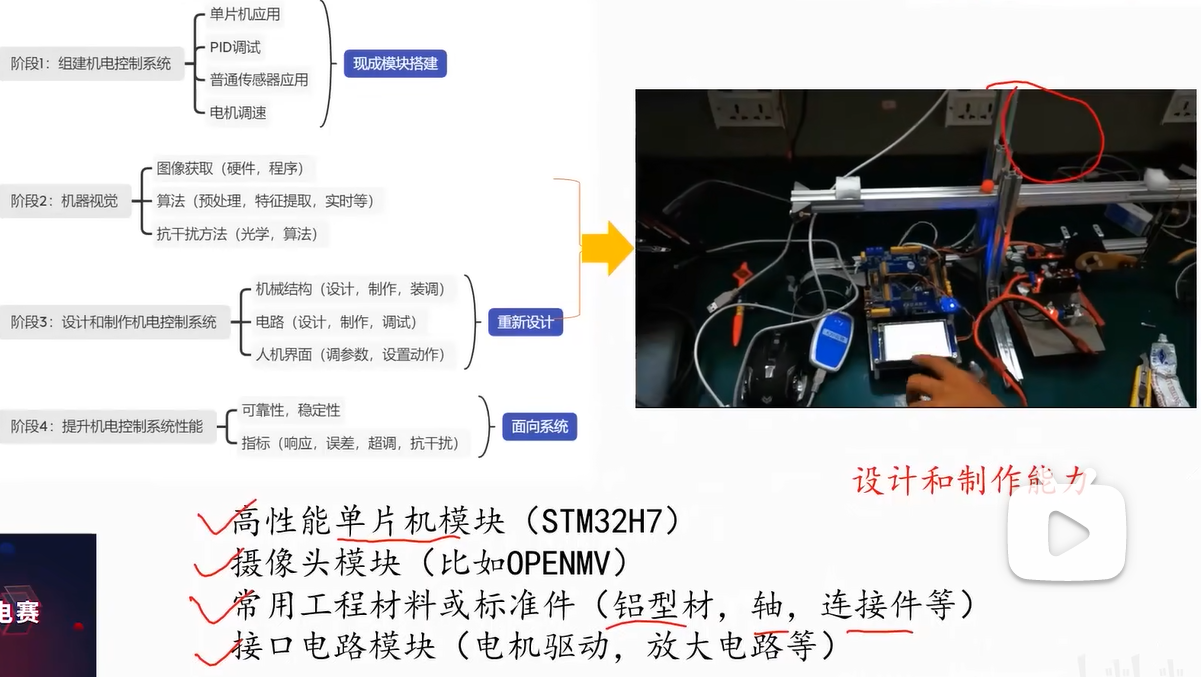 阶段1：组建机电控制系统
单片机应用
PID调试
普通传感器应用
电机调速
现成模块搭建
阶段2：机器视觉
图像获取（硬件，程序）
算法（预处理，特征提取，实时等）
抗干扰方法（光学，算法）
阶段3：设计和制作机电控制系统
机械结构（设计，制作，装调）
电路（设计，制作，调试）
人机界面（调参数，设置动作）
重新设计
阶段4：提升机电控制系统性能
可靠性，稳定性
指标（响应，误差，超调，抗干扰）
面向系统
设计和制作能力
高性能单片机模块（STM32H7）
摄像头模块（比如OPENMV）
常用工程材料或标准件（铝型材，轴，连接件等）
接口电路模块（电机驱动，放大电路等）
电赛